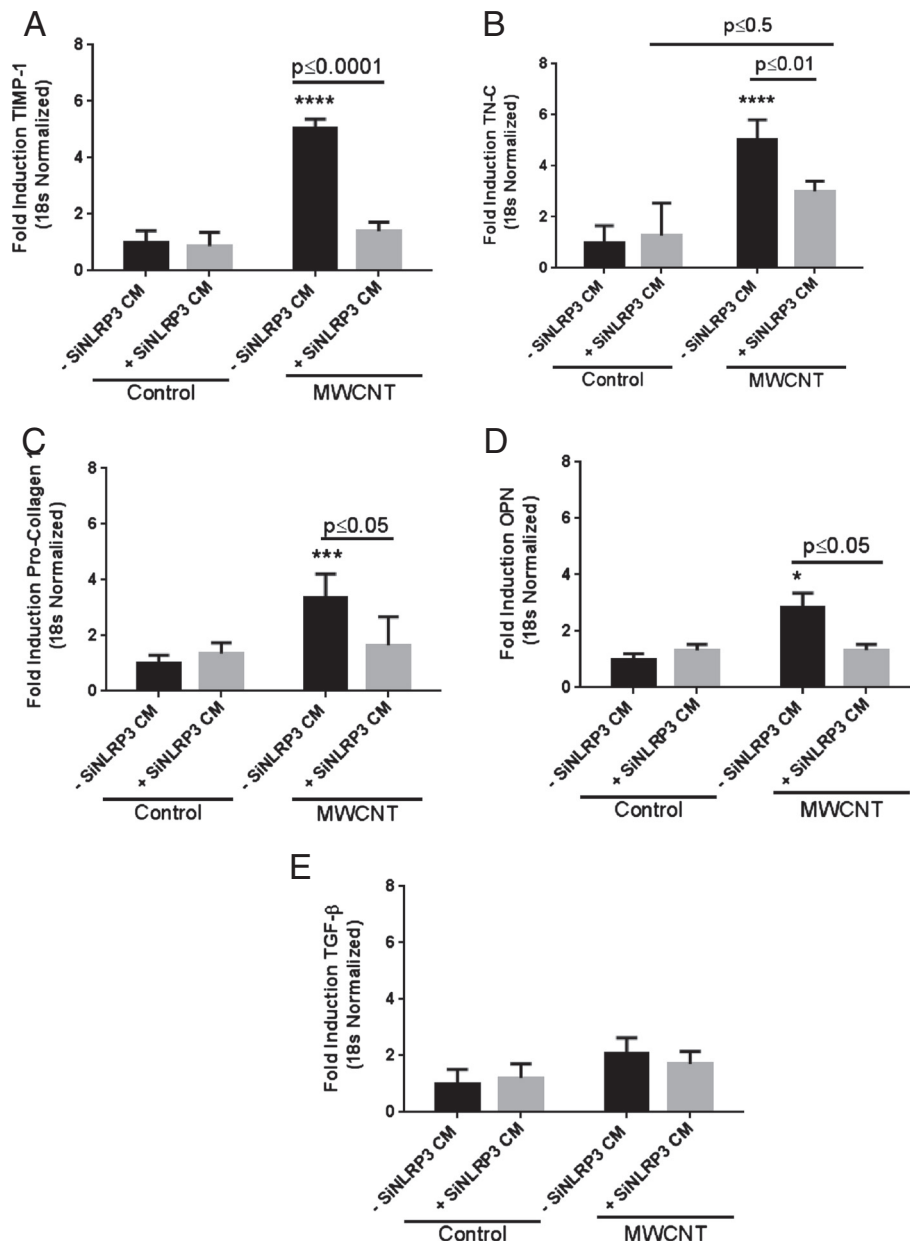 A
Fold Induction TIMP-1
(18s Normalized)
8
6
4
2
0
p≤0.0001
****
- SiNLRP3 CM
+ SiNLRP3 CM
- SiNLRP3 CM
+ SiNLRP3 CM
Control
MWCNT
B
Fold Induction TN-C
(18s Normalized)
8
6
4
2
0
p≤0.5
p≤0.01
****
- SiNLRP3 CM
+ SiNLRP3 CM
- SiNLRP3 CM
+ SiNLRP3 CM
Control
MWCNT
C
Fold Induction Pro-Collagen 1
(18s Normalized)
8
6
4
2
0
p≤0.05
***
- SiNLRP3 CM
+ SiNLRP3 CM
- SiNLRP3 CM
+ SiNLRP3 CM
Control
MWCNT
D
Fold Induction OPN
(18s Normalized)
8
6
4
2
0
p≤0.05
*
- SiNLRP3 CM
+ SiNLRP3 CM
- SiNLRP3 CM
+ SiNLRP3 CM
Control
MWCNT
E
Fold Induction TGF-β
(18s Normalized)
8
6
4
2
0
- SiNLRP3 CM
+ SiNLRP3 CM
- SiNLRP3 CM
+ SiNLRP3 CM
Control
MWCNT